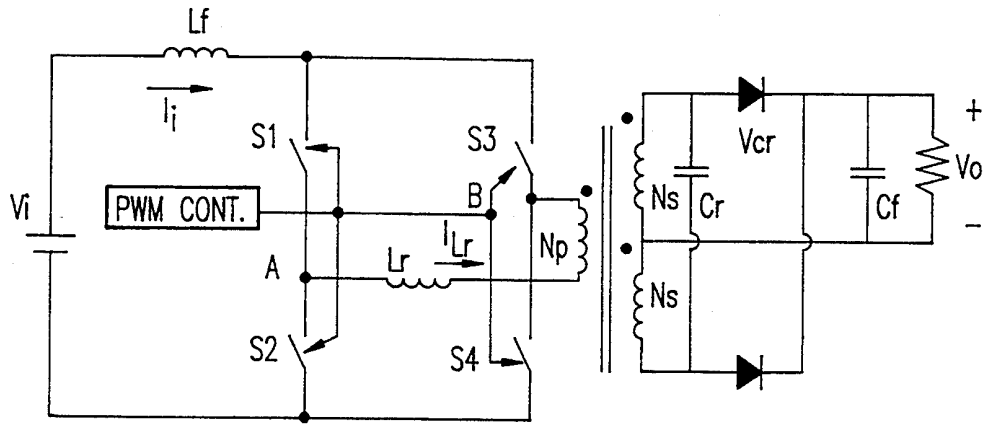 Lf
Ii
S1
S3
Vcr
+
Vi
PWM CONT.
B
Ns
Cr
Cf
Vo
ILr
Lr
Np
A
−
Ns
S2
S4